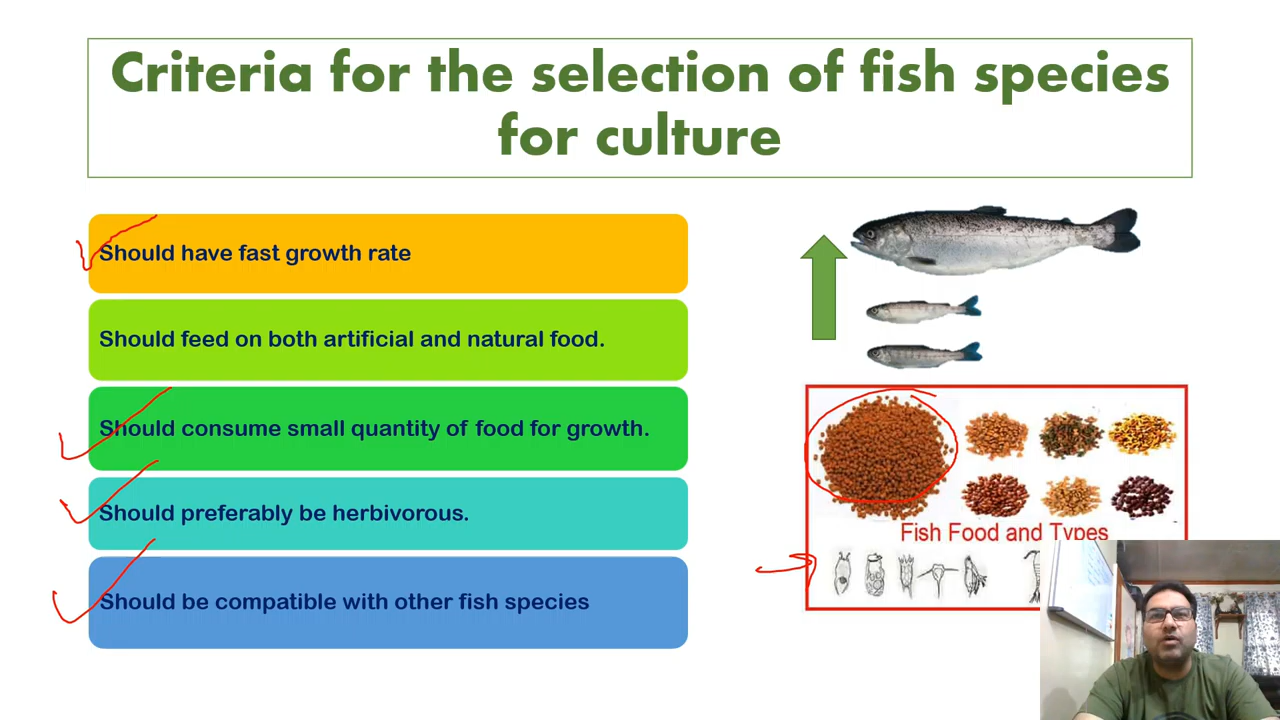 Criteria for the selection of fish species
for culture
Should have fast growth rate
Should feed on both artificial and natural food.
Should consume small quantity of food for growth.
Should preferably be herbivorous.
Should be compatible with other fish species
Fish Food and Types